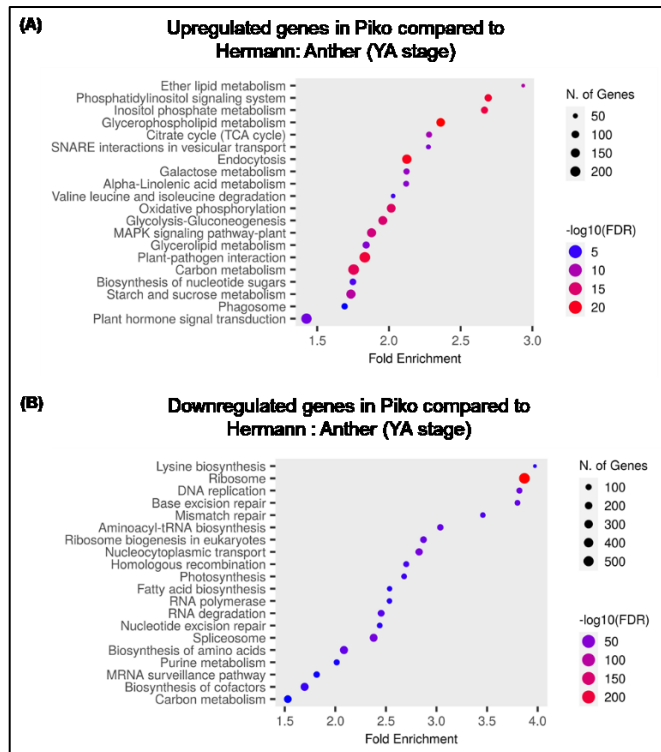 (A)
Upregulated genes in Piko compared to
Hermann: Anther (YA stage)
Ether lipid metabolism
Phosphatidylinositol signaling system
Inositol phosphate metabolism
Glycerophospholipid metabolism
Citrate cycle (TCA cycle)
SNARE interactions in vesicular transport
Endocytosis
Galactose metabolism
Alpha-Linolenic acid metabolism
Valine leucine and isoleucine degradation
Oxidative phosphorylation
Glycolysis-Gluconeogenesis
MAPK signaling pathway-plant
Glycerolipid metabolism
Plant-pathogen interaction
Carbon metabolism
Biosynthesis of nucleotide sugars
Starch and sucrose metabolism
Phagosome
Plant hormone signal transduction
1.5 2.0 2.5 3.0
Fold Enrichment
N. of Genes
50
100
150
200
-log10(FDR)
5
10
15
20
(B)
Downregulated genes in Piko compared to
Hermann : Anther (YA stage)
Lysine biosynthesis
Ribosome
DNA replication
Base excision repair
Mismatch repair
Aminoacyl-tRNA biosynthesis
Ribosome biogenesis in eukaryotes
Nucleocytoplasmic transport
Homologous recombination
Photosynthesis
Fatty acid biosynthesis
RNA polymerase
RNA degradation
Nucleotide excision repair
Spliceosome
Biosynthesis of amino acids
Purine metabolism
MRNA surveillance pathway
Biosynthesis of cofactors
Carbon metabolism
1.5 2.0 2.5 3.0 3.5 4.0
Fold Enrichment
N. of Genes
100
200
300
400
500
-log10(FDR)
50
100
150
200